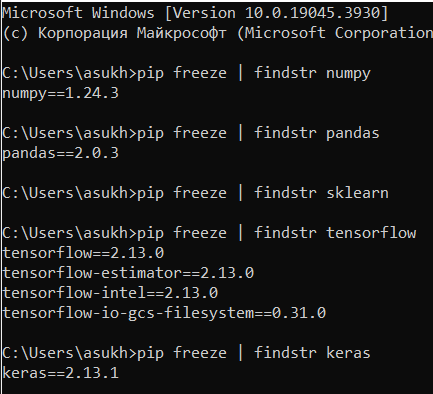 Microsoft Windows [Version 10.0.19045.3930]
(c) Корпорация Майкрософт (Microsoft Corporation
C:\Users\asukh>pip freeze | findstr numpy
numpy==1.24.3
C:\Users\asukh>pip freeze | findstr pandas
pandas==2.0.3
C:\Users\asukh>pip freeze | findstr sklearn
C:\Users\asukh>pip freeze | findstr tensorflow
tensorflow==2.13.0
tensorflow-estimator==2.13.0
tensorflow-intel==2.13.0
tensorflow-io-gcs-filesystem==0.31.0
C:\Users\asukh>pip freeze | findstr keras
keras==2.13.1